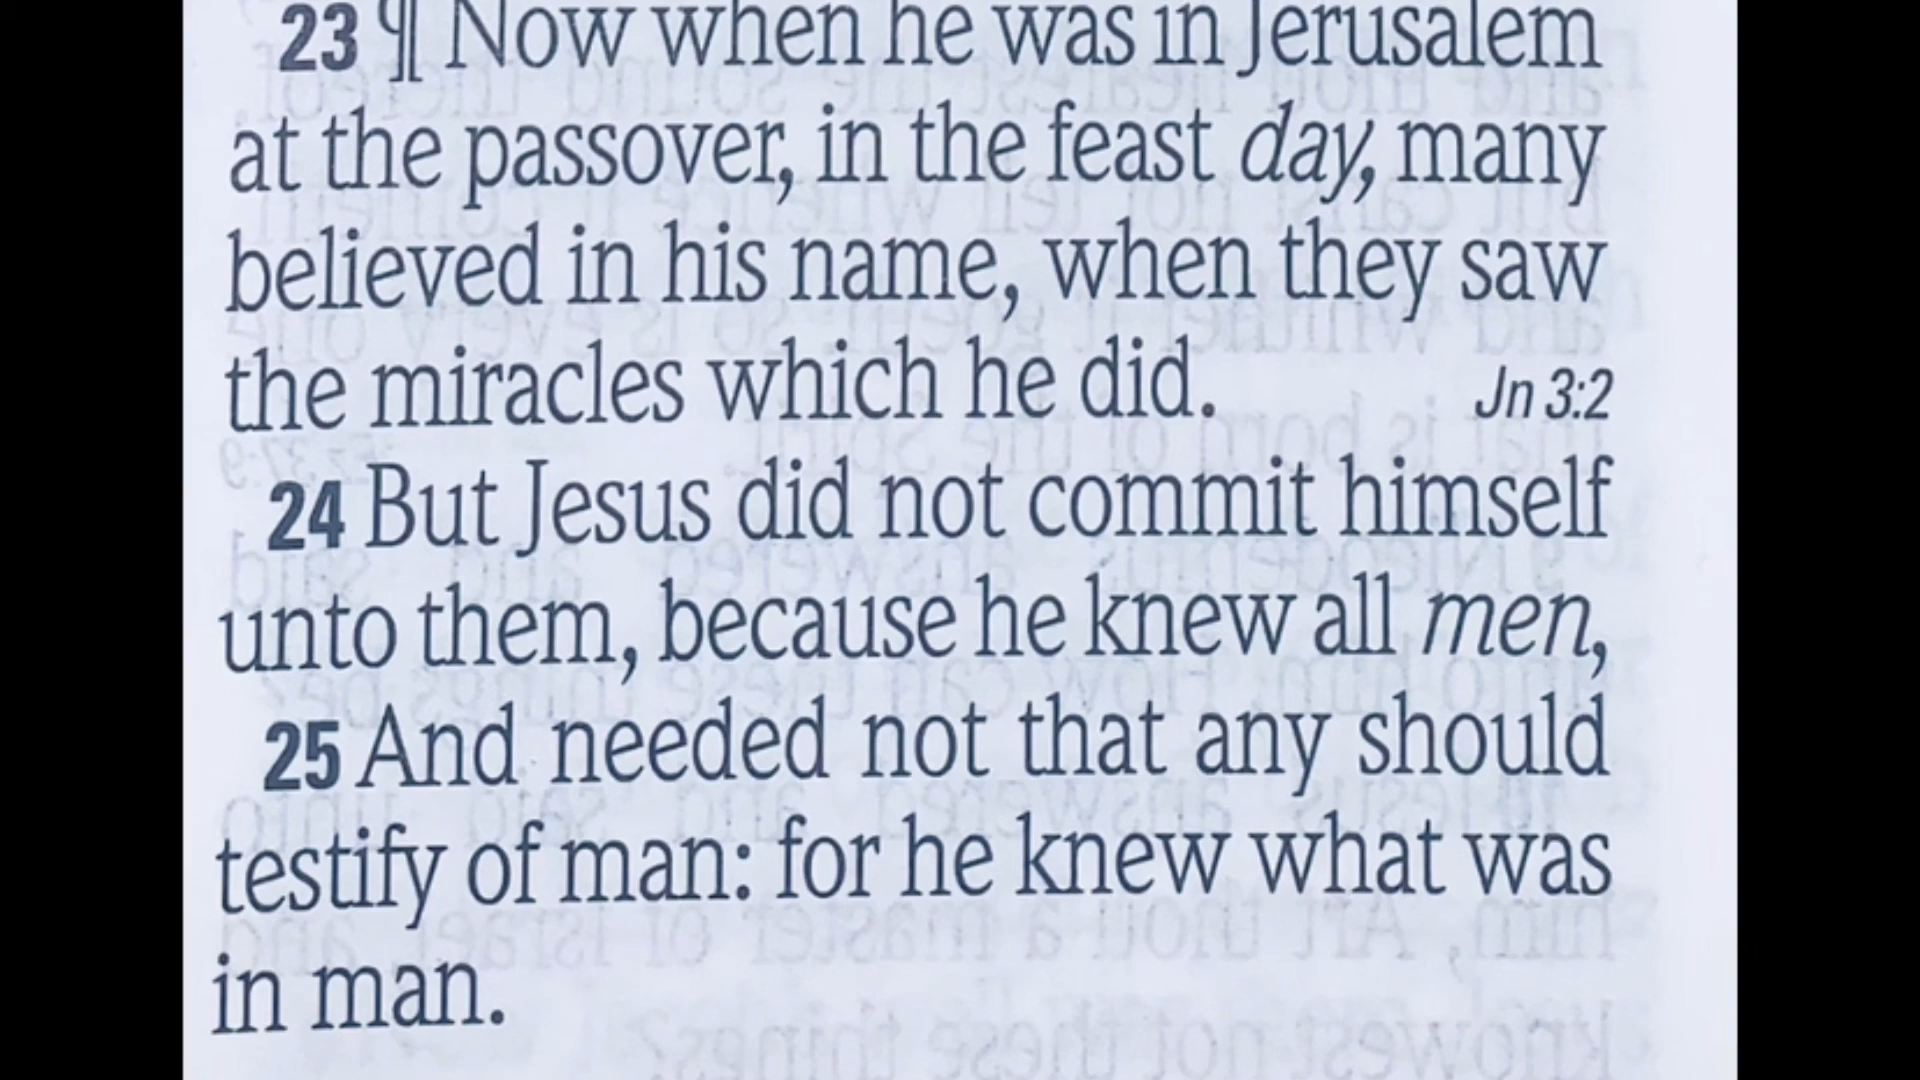 23 ¶ Now when he was in Jerusalem
at the passover, in the feast day, many
believed in his name, when they saw
the miracles which he did. Jn 3:2
24 But Jesus did not commit himself
unto them, because he knew all men,
25 And needed not that any should
testify of man: for he knew what was
in man.